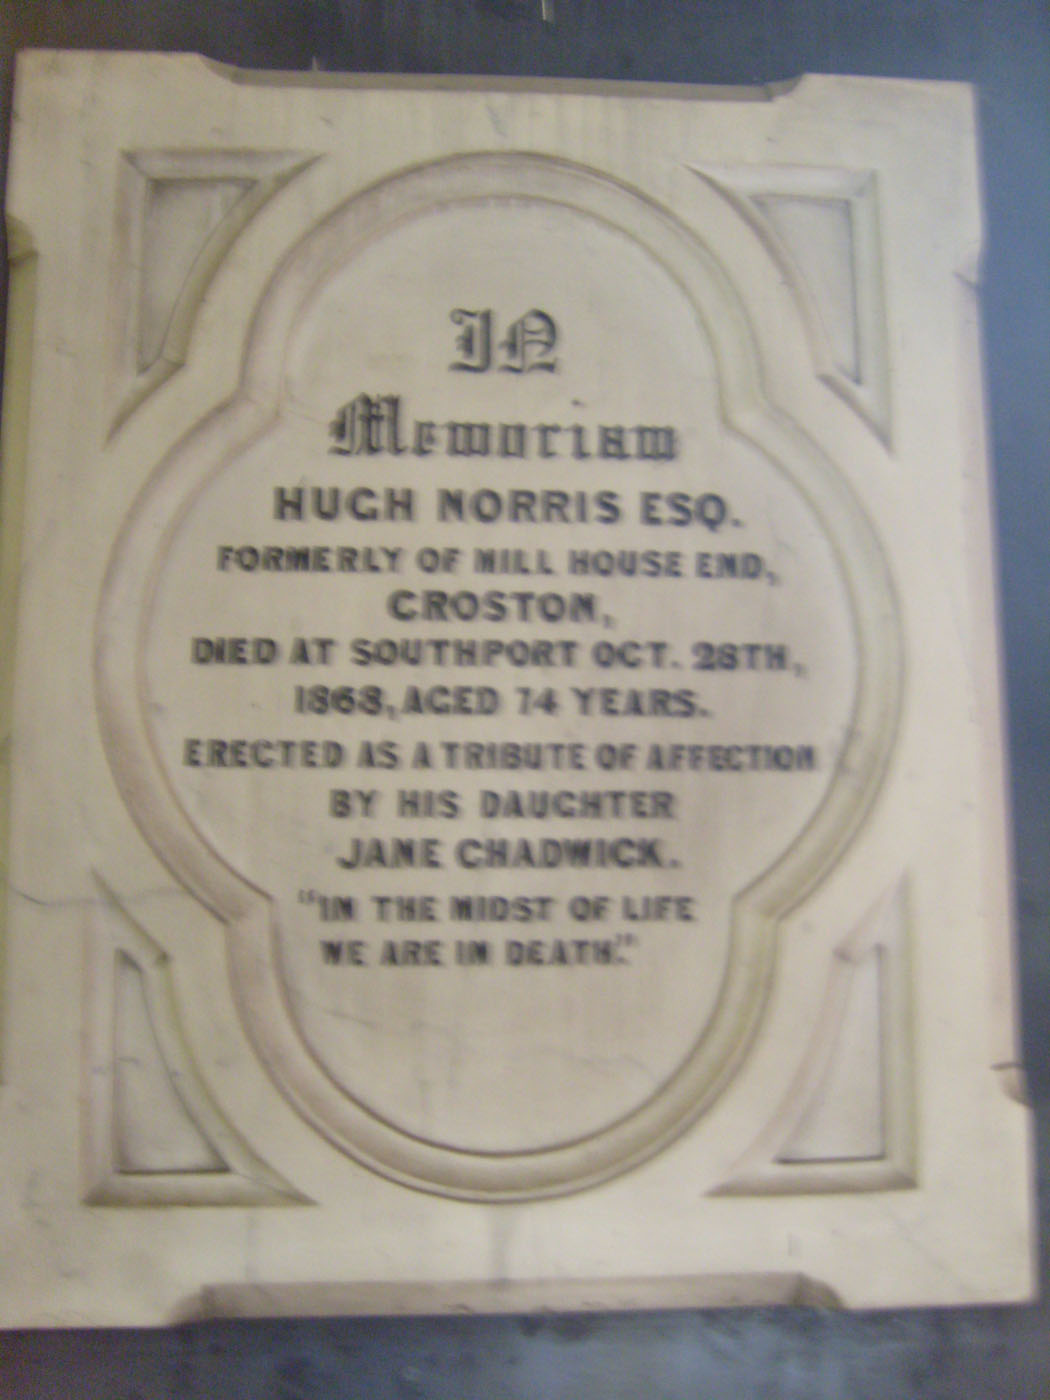 In
Memoriam
HUGH NORRIS ESQ.
FORMERLY OF MILL HOUSE END,
CROSTON,
DIED AT SOUTHPORT OCT. 28TH,
1868, AGED 74 YEARS.
ERECTED AS A TRIBUTE OF AFFECTION
BY HIS DAUGHTER
JANE CHADWICK.
"IN THE MIDST OF LIFE
WE ARE IN DEATH."